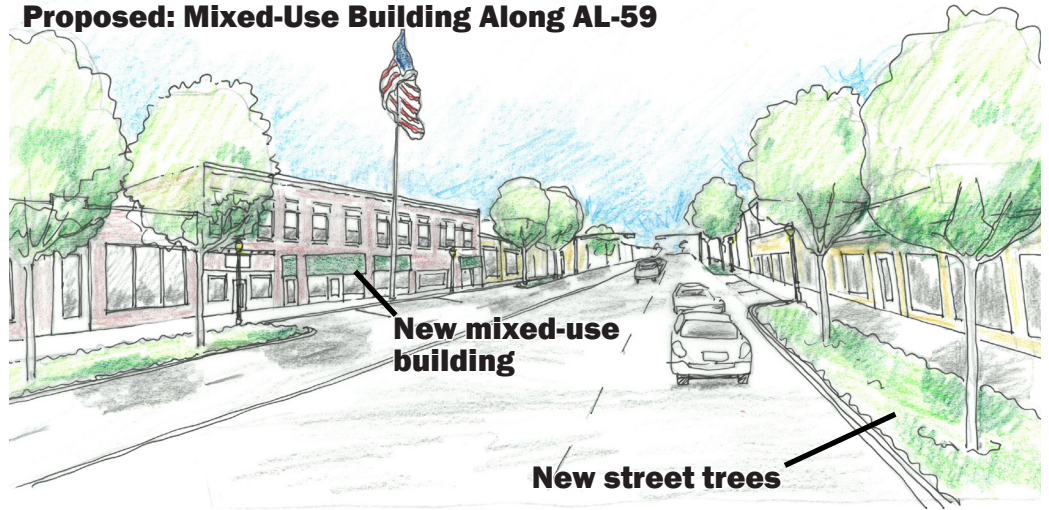 Proposed: Mixed-Use Building Along AL-59
New mixed-use
building
New street trees